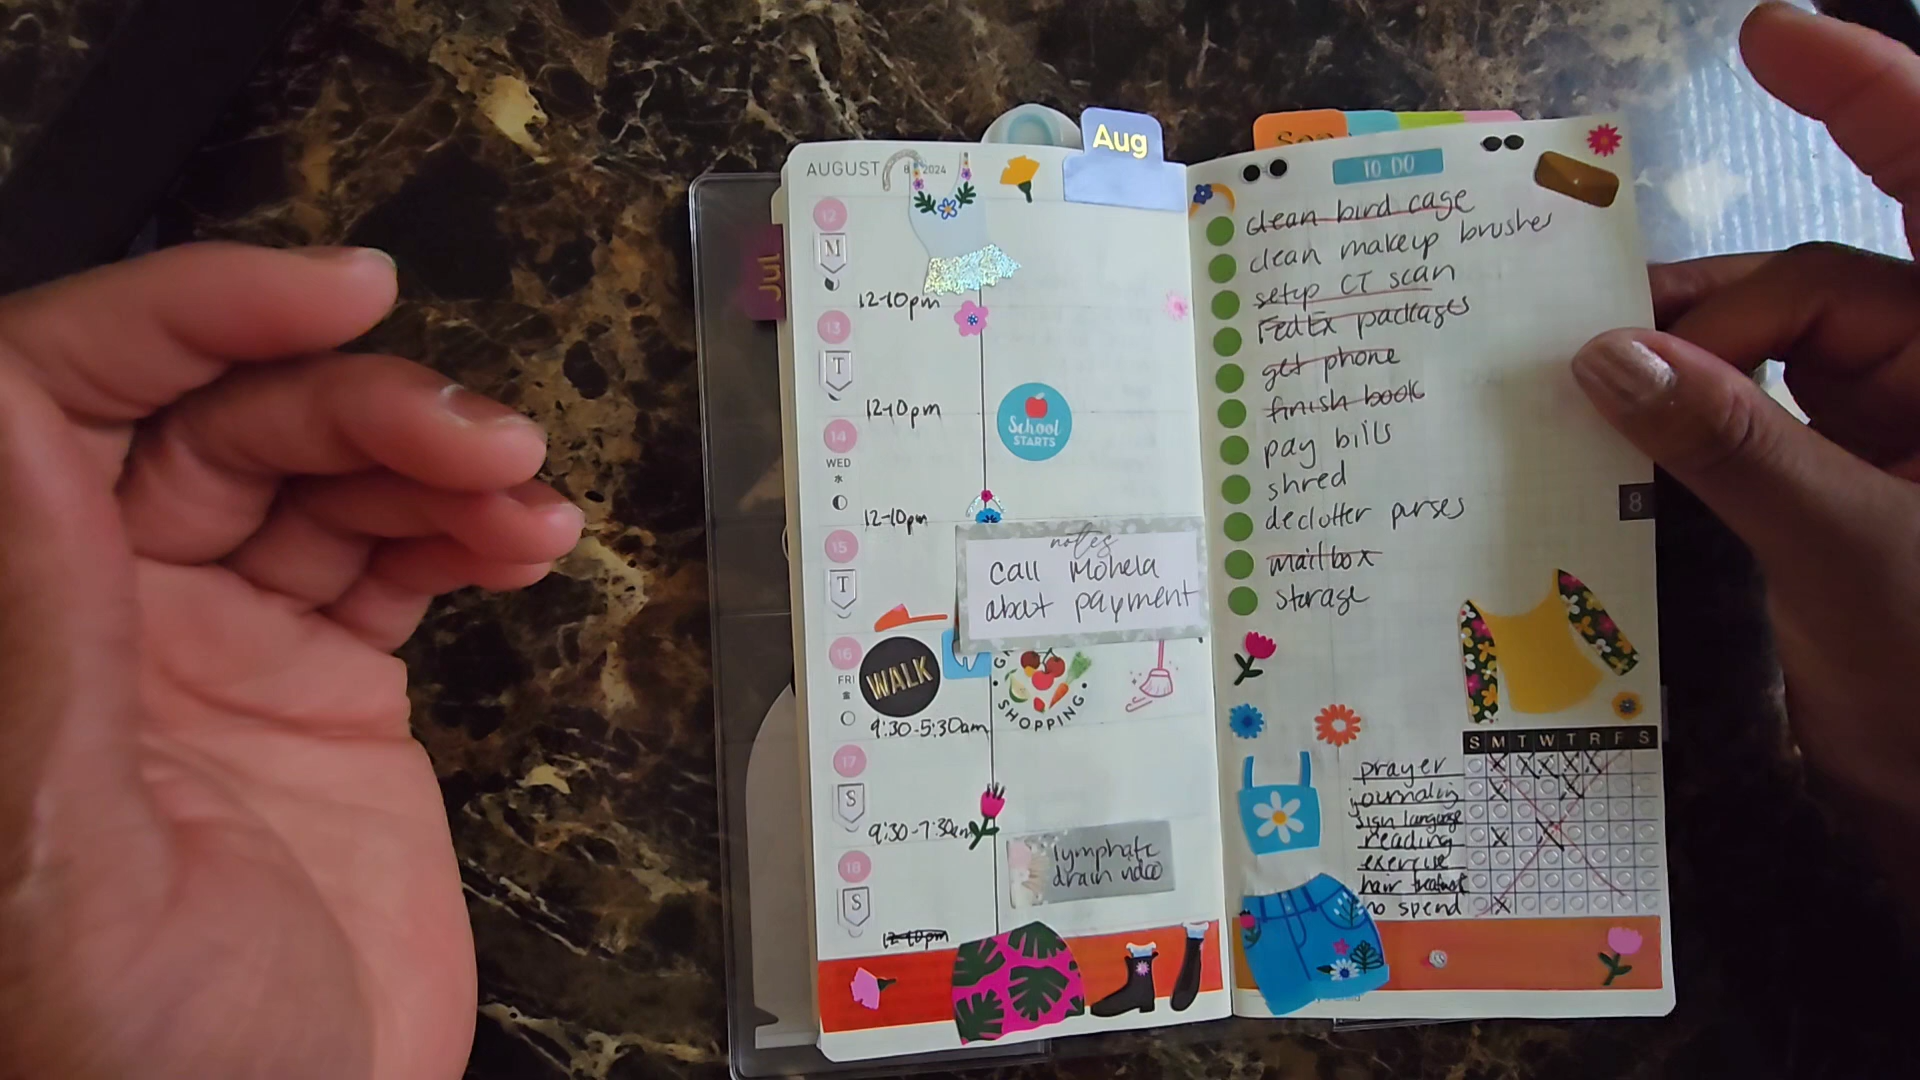 Aug
AUGUST 8 2024
12
M
12-10pm
13
T
12-10pm
School
STARTS
14
WED
水
12-10pm
15
T
notes
call Mohela
about payment
16
FRI
金
WALK
SHOPPING
9:30-5:30am
17
S
9:30-7:30am
18
S
lymphatic
drain
12-10pm
Jul
TO DO
clean bird cage
clean makeup brushes
setup CT scan
FedEx packages
get phone
finish book
pay bills
shred
declutter purses
mailbox
storage
8
S M T W T R F S
prayer X X X X X
journaling X X
sign language
reading X X
exercise
hair treatment
no spend X